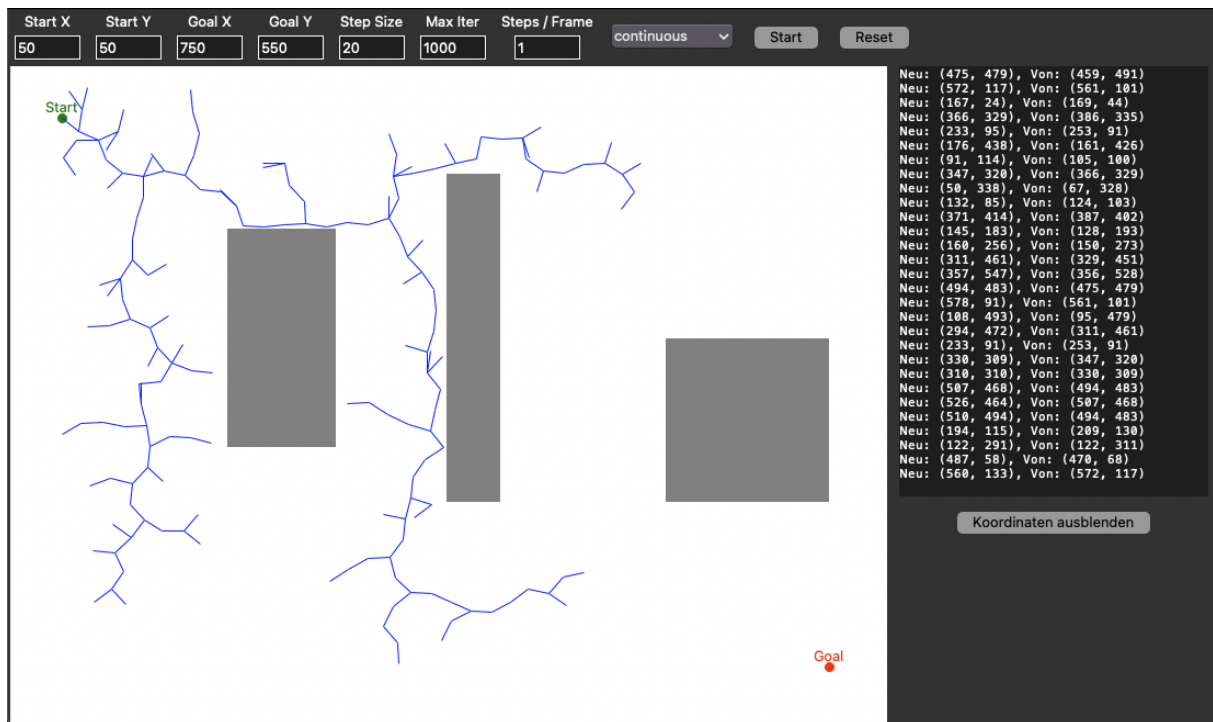 Start X Start Y Goal X Goal Y Step Size Max Iter Steps / Frame
50 50 750 550 20 1000 1 continuous Start Reset
Start
Goal
Neu: (475, 479), Von: (459, 491)
Neu: (572, 117), Von: (561, 101)
Neu: (167, 24), Von: (169, 44)
Neu: (366, 329), Von: (386, 335)
Neu: (233, 95), Von: (253, 91)
Neu: (176, 438), Von: (161, 426)
Neu: (91, 114), Von: (105, 100)
Neu: (347, 320), Von: (366, 329)
Neu: (50, 338), Von: (67, 328)
Neu: (132, 85), Von: (124, 103)
Neu: (371, 414), Von: (387, 402)
Neu: (145, 183), Von: (128, 193)
Neu: (160, 256), Von: (150, 273)
Neu: (311, 461), Von: (329, 451)
Neu: (357, 547), Von: (356, 528)
Neu: (494, 483), Von: (475, 479)
Neu: (578, 91), Von: (561, 101)
Neu: (108, 493), Von: (95, 479)
Neu: (294, 472), Von: (311, 461)
Neu: (233, 91), Von: (253, 91)
Neu: (330, 309), Von: (347, 320)
Neu: (310, 310), Von: (330, 309)
Neu: (507, 468), Von: (494, 483)
Neu: (526, 464), Von: (507, 468)
Neu: (510, 494), Von: (494, 483)
Neu: (194, 115), Von: (209, 130)
Neu: (122, 291), Von: (122, 311)
Neu: (487, 58), Von: (470, 68)
Neu: (560, 133), Von: (572, 117)
Koordinaten ausblenden